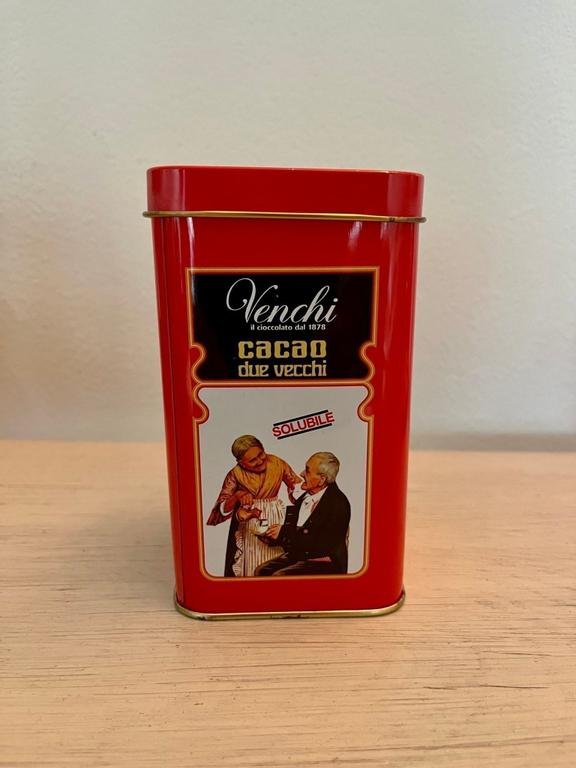 Venchi
il cioccolato dal 1878
cacao
due vecchi
SOLUBILE